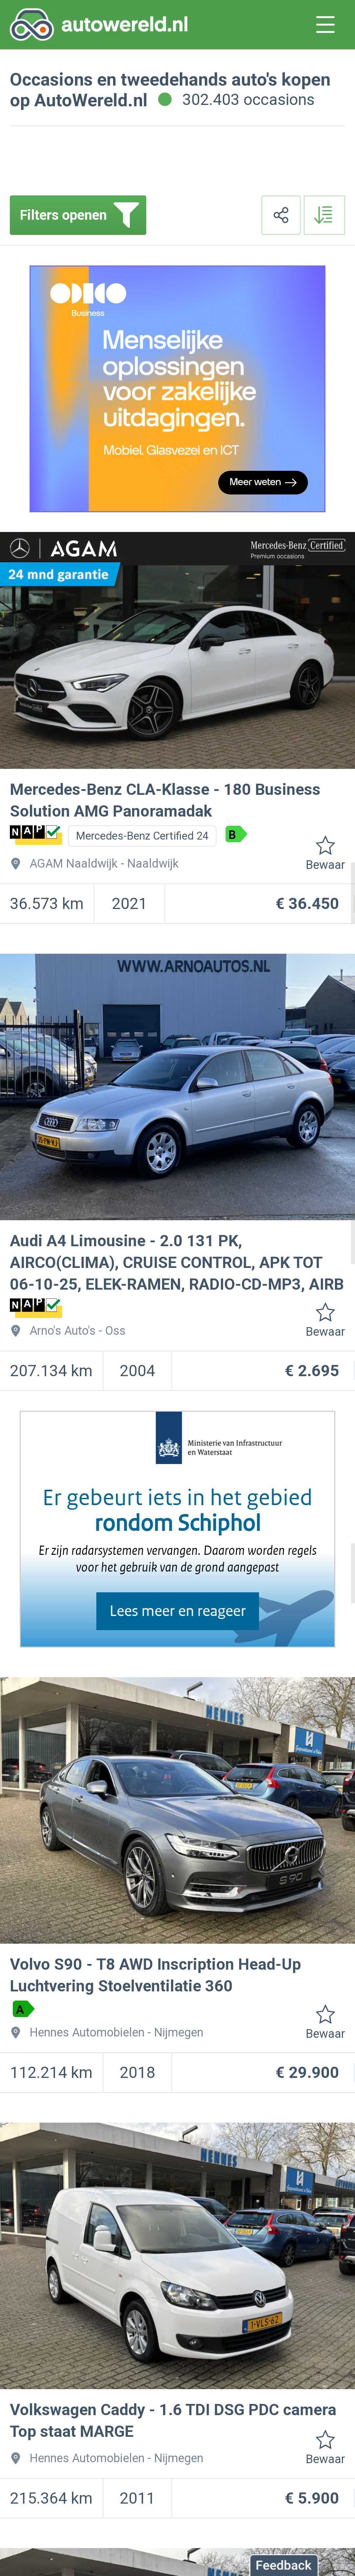 autowereld.nl
Occasions en tweedehands auto's kopen
op AutoWereld.nl 302.403 occasions
Filters openen
Business
Menselijke
oplossingen
voor zakelijke
uitdagingen.
Mobiel, Glasvezel en ICT
Meer weten →
AGAM Mercedes-Benz Certified
Premium occasions
24 mnd garantie
Mercedes-Benz CLA-Klasse - 180 Business
Solution AMG Panoramadak
NAP Mercedes-Benz Certified 24 B
AGAM Naaldwijk - Naaldwijk
Bewaar
36.573 km 2021 € 36.450
WWW.ARNOAUTOS.NL
Audi A4 Limousine - 2.0 131 PK,
AIRCO(CLIMA), CRUISE CONTROL, APK TOT
06-10-25, ELEK-RAMEN, RADIO-CD-MP3, AIRB
NAP
Arno's Auto's - Oss
Bewaar
207.134 km 2004 € 2.695
Ministerie van Infrastructuur
en Waterstaat
Er gebeurt iets in het gebied
rondom Schiphol
Er zijn radarsystemen vervangen. Daarom worden regels
voor het gebruik van de grond aangepast
Lees meer en reageer
HENNES
S90
Volvo S90 - T8 AWD Inscription Head-Up
Luchtvering Stoelventilatie 360
A
Hennes Automobielen - Nijmegen
Bewaar
112.214 km 2018 € 29.900
HENNES
1-VLS-62
Volkswagen Caddy - 1.6 TDI DSG PDC camera
Top staat MARGE
Hennes Automobielen - Nijmegen
Bewaar
215.364 km 2011 € 5.900
Feedback